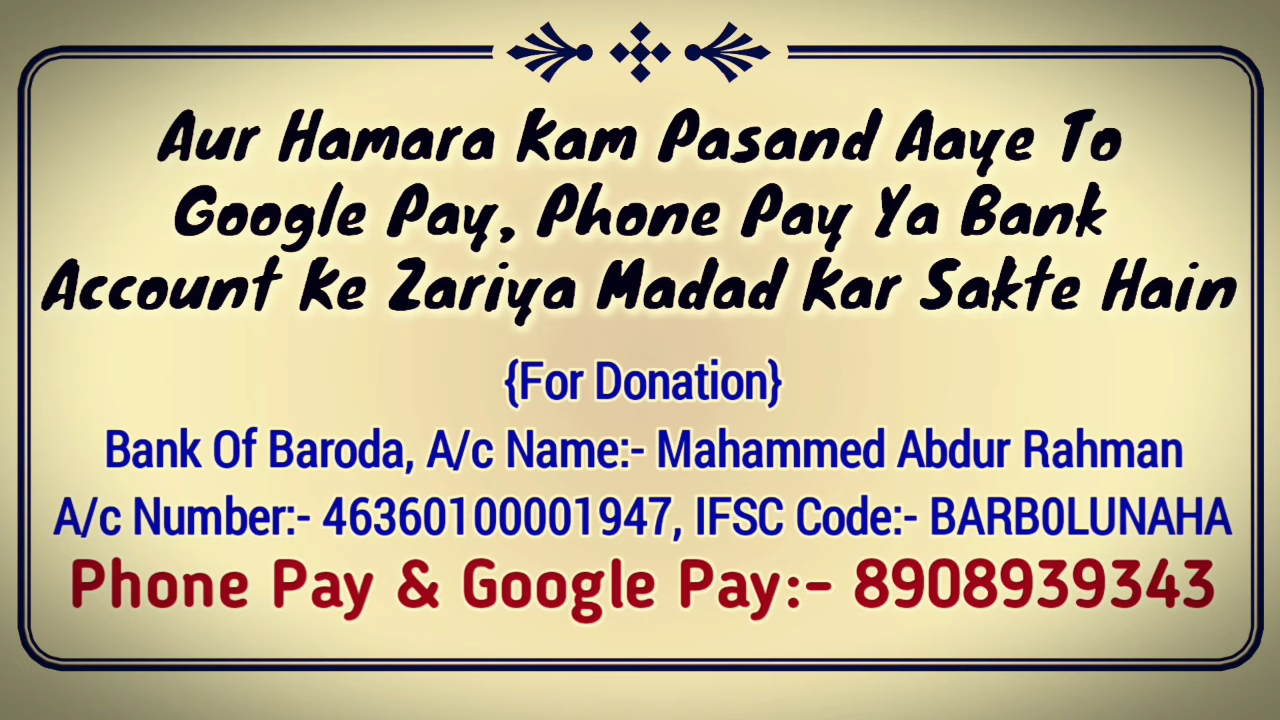 Aur Hamara Kam Pasand Aaye To
Google Pay, Phone Pay Ya Bank
Account Ke Zariya Madad Kar Sakte Hain
{For Donation}
Bank Of Baroda, A/c Name:- Mahammed Abdur Rahman
A/c Number:- 46360100001947, IFSC Code:- BARB0LUNAHA
Phone Pay & Google Pay:- 8908939343